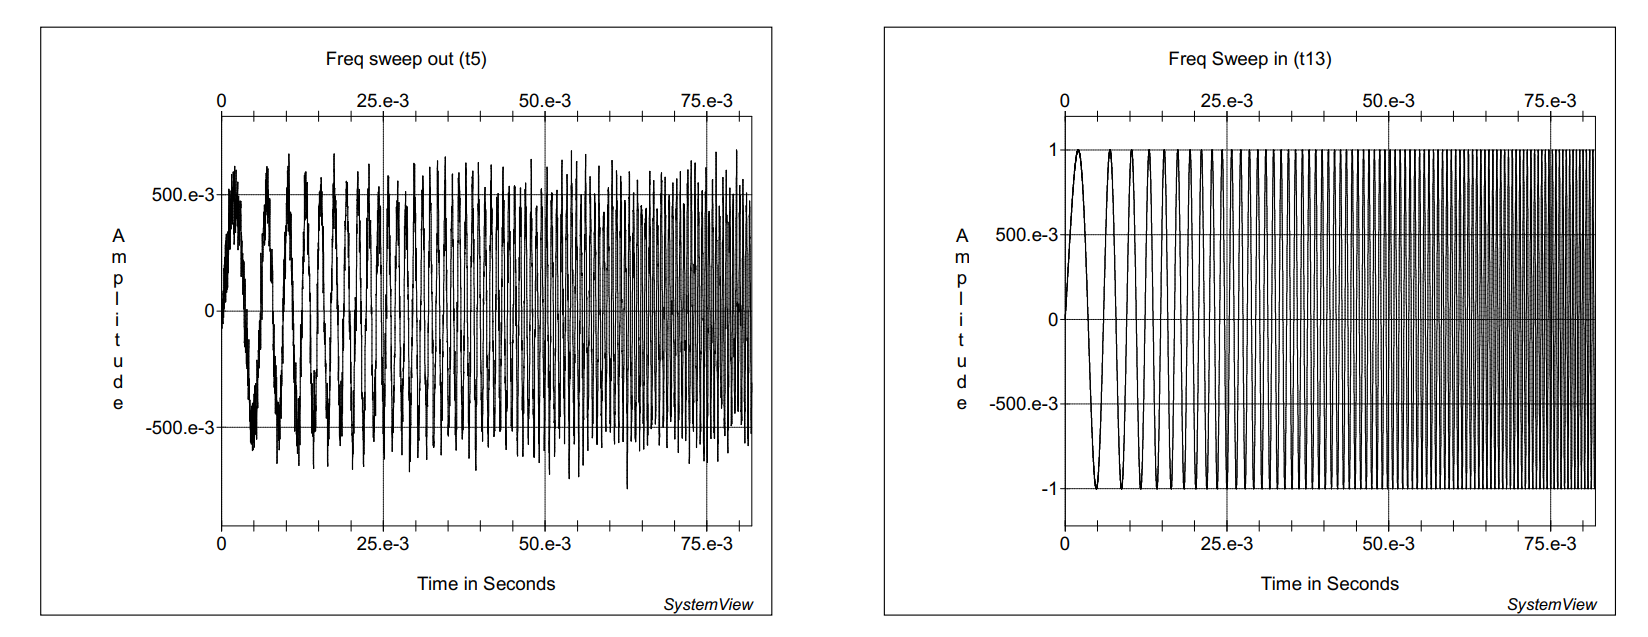 Freq sweep out (t5)
0 25.e-3 50.e-3 75.e-3
500.e-3
0
-500.e-3
Amplitude
0 25.e-3 50.e-3 75.e-3
Time in Seconds
SystemView
Freq Sweep in (t13)
0 25.e-3 50.e-3 75.e-3
1
500.e-3
0
-500.e-3
-1
Amplitude
0 25.e-3 50.e-3 75.e-3
Time in Seconds
SystemView